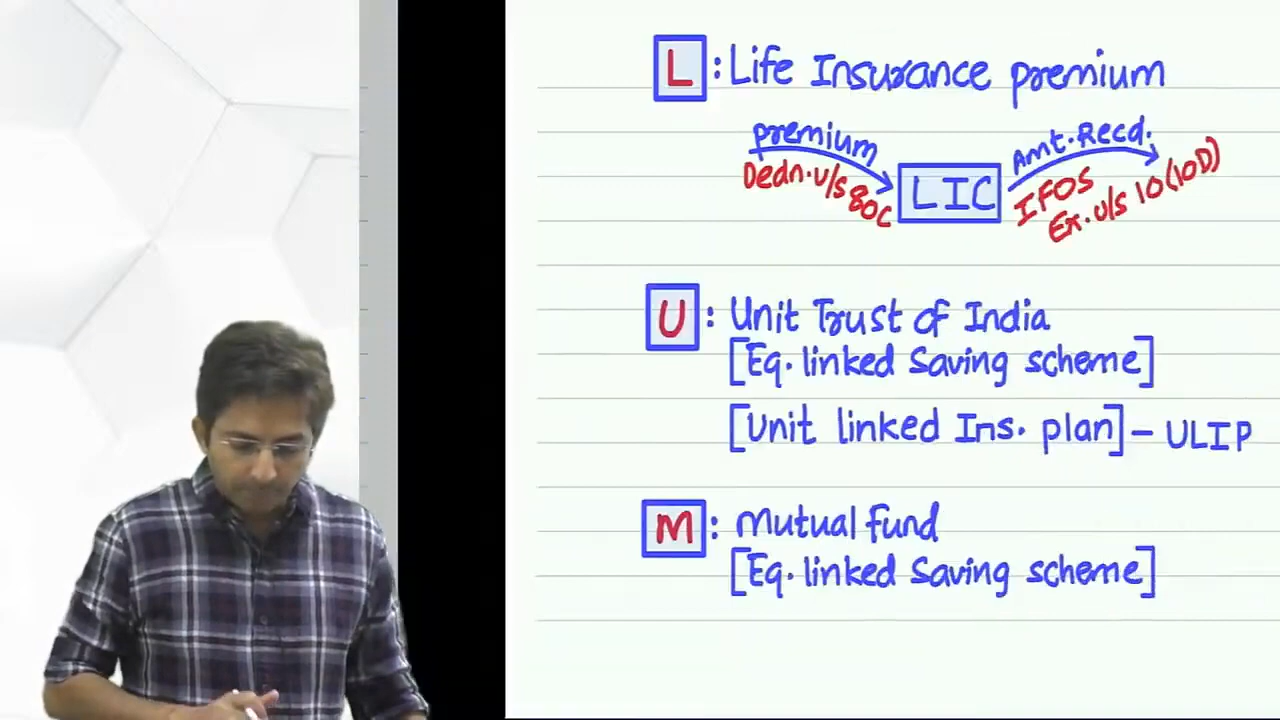 L : Life Insurance premium
premium
Dedn. u/s 80C
LIC
Amt. Recd.
IFOS
Ex. u/s 10(10D)
U : Unit Trust of India
[Eq. linked Saving scheme]
[Unit linked Ins. plan] - ULIP
M : Mutual Fund
[Eq. linked Saving scheme]